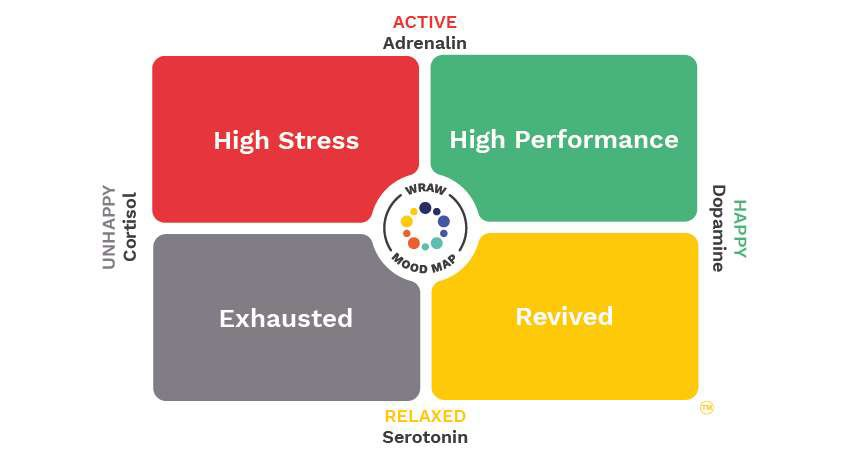 ACTIVE
Adrenalin
High Stress
High Performance
UNHAPPY
Cortisol
WRAW
MOOD MAP
Dopamine
HAPPY
Exhausted
Revived
RELAXED
Serotonin
TM